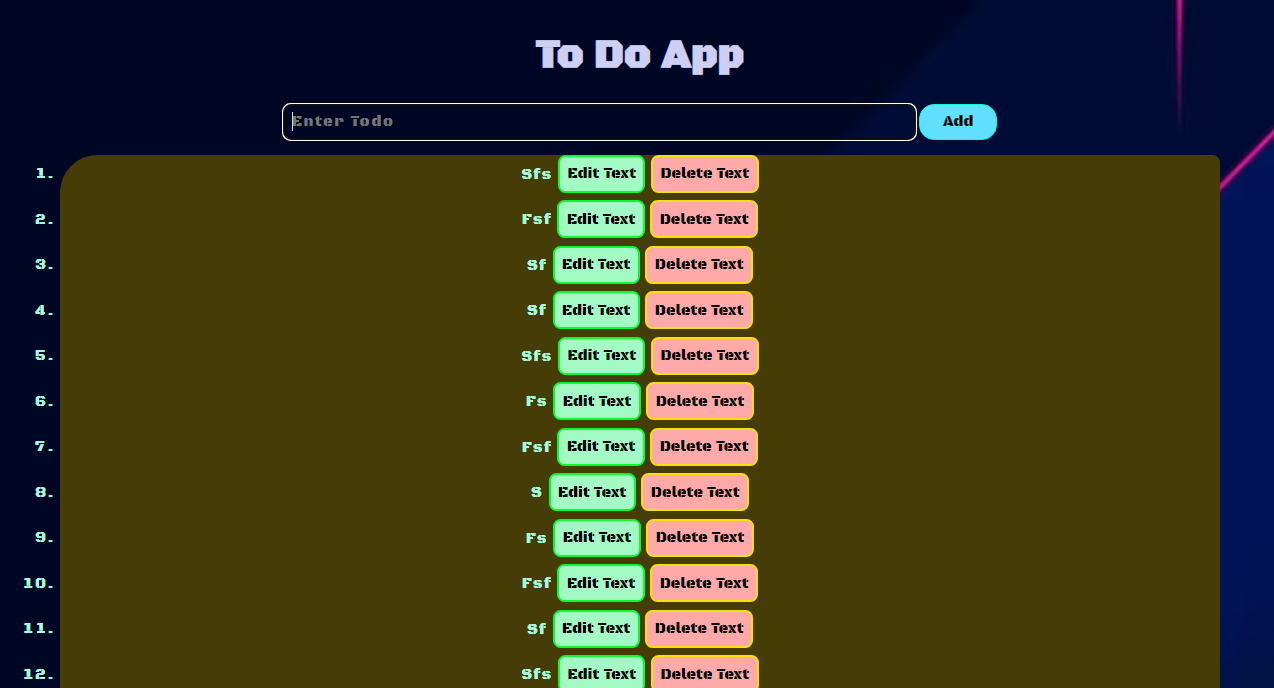 To Do App
Enter Todo Add
1. Sfs Edit Text Delete Text
2. Fsf Edit Text Delete Text
3. Sf Edit Text Delete Text
4. Sf Edit Text Delete Text
5. Sfs Edit Text Delete Text
6. Fs Edit Text Delete Text
7. Fsf Edit Text Delete Text
8. S Edit Text Delete Text
9. Fs Edit Text Delete Text
10. Fsf Edit Text Delete Text
11. Sf Edit Text Delete Text
12. Sfs Edit Text Delete Text